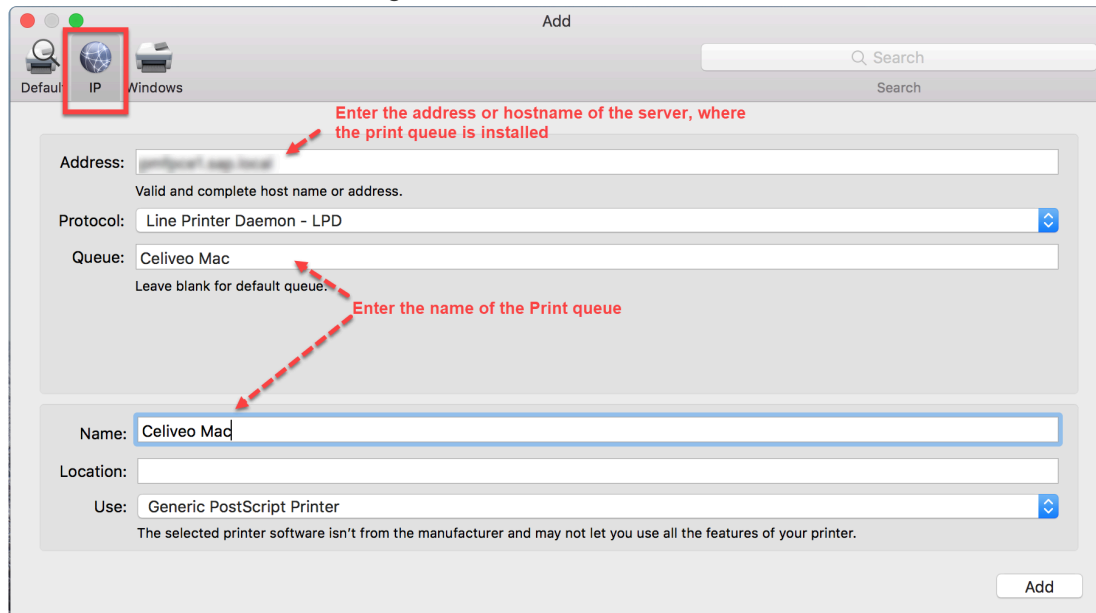 Add
Search
Default IP Windows
Search
Enter the address or hostname of the server, where
the print queue is installed
Address:
Valid and complete host name or address.
Protocol: Line Printer Daemon - LPD
Queue: Celiveo Mac
Leave blank for default queue.
Enter the name of the Print queue
Name: Celiveo Mac
Location:
Use: Generic PostScript Printer
The selected printer software isn't from the manufacturer and may not let you use all the features of your printer.
Add